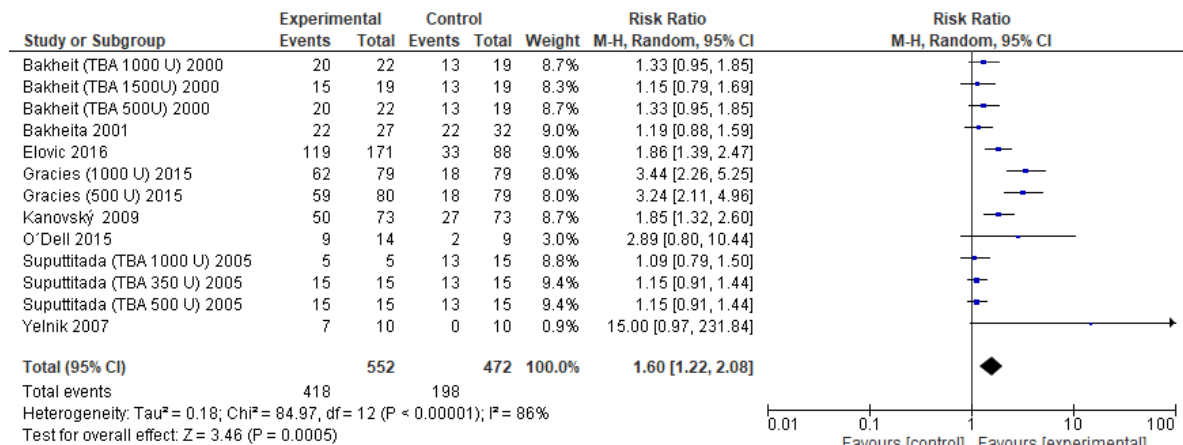 Experimental Control Risk Ratio Risk Ratio
Study or Subgroup Events Total Events Total Weight M-H, Random, 95% CI M-H, Random, 95% CI
Bakheit (TBA 1000 U) 2000 20 22 13 19 8.7% 1.33 [0.95, 1.85]
Bakheit (TBA 1500U) 2000 15 19 13 19 8.3% 1.15 [0.79, 1.69]
Bakheit (TBA 500U) 2000 20 22 13 19 8.7% 1.33 [0.95, 1.85]
Bakheita 2001 22 27 22 32 9.0% 1.19 [0.88, 1.59]
Elovic 2016 119 171 33 88 9.0% 1.86 [1.39, 2.47]
Gracies (1000 U) 2015 62 79 18 79 8.0% 3.44 [2.26, 5.25]
Gracies (500 U) 2015 59 80 18 79 8.0% 3.24 [2.11, 4.96]
Kanovský 2009 50 73 27 73 8.7% 1.85 [1.32, 2.60]
O´Dell 2015 9 14 2 9 3.0% 2.89 [0.80, 10.44]
Suputtitada (TBA 1000 U) 2005 5 5 13 15 8.8% 1.09 [0.79, 1.50]
Suputtitada (TBA 350 U) 2005 15 15 13 15 9.4% 1.15 [0.91, 1.44]
Suputtitada (TBA 500 U) 2005 15 15 13 15 9.4% 1.15 [0.91, 1.44]
Yelnik 2007 7 10 0 10 0.9% 15.00 [0.97, 231.84]
Total (95% CI) 552 472 100.0% 1.60 [1.22, 2.08]
Total events 418 198
Heterogeneity: Tau² = 0.18; Chi² = 84.97, df = 12 (P < 0.00001); I² = 86%
Test for overall effect: Z = 3.46 (P = 0.0005)
0.01 0.1 1 10 100
Favours [control] Favours [experimental]